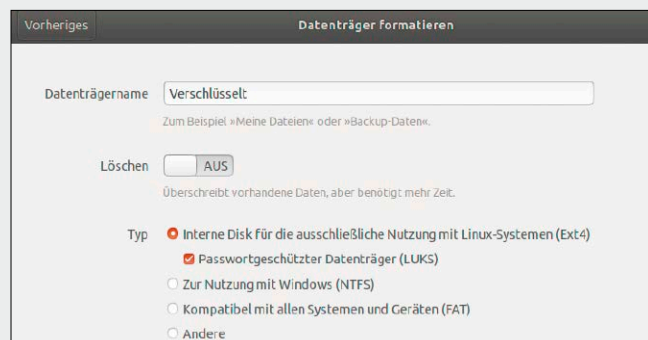 Vorheriges
Datenträger formatieren
Datenträgername
Verschlüsselt
Zum Beispiel »Meine Dateien« oder »Backup-Daten«.
Löschen
AUS
Überschreibt vorhandene Daten, aber benötigt mehr Zeit.
Typ
Interne Disk für die ausschließliche Nutzung mit Linux-Systemen (Ext4)
Passwortgeschützter Datenträger (LUKS)
Zur Nutzung mit Windows (NTFS)
Kompatibel mit allen Systemen und Geräten (FAT)
Andere